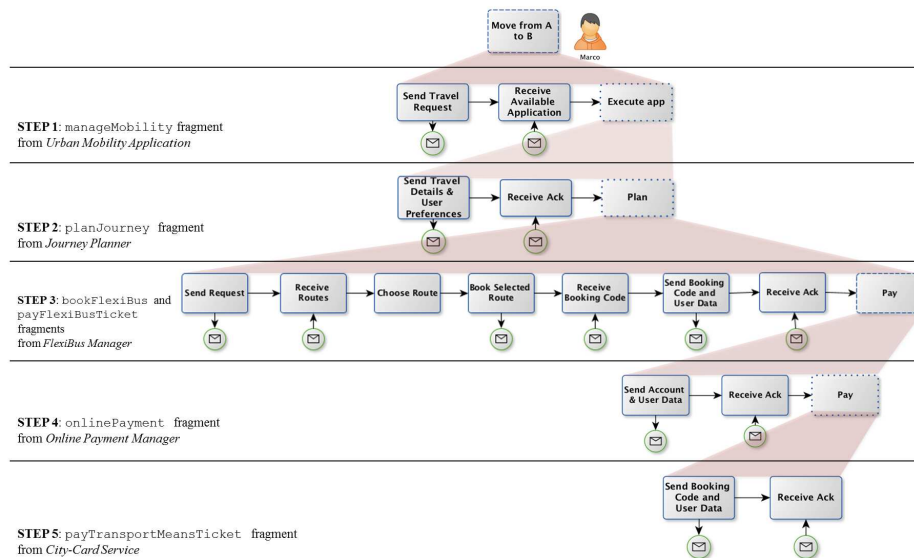 Move from A
to B
Marco
Send Travel
Request
Receive
Available
Application
Execute app
STEP 1: manageMobility fragment
from Urban Mobility Application
Send Travel
Details &
User
Preferences
Receive Ack
Plan
STEP 2: planJourney fragment
from Journey Planner
Send Request
Receive
Routes
Choose Route
Book Selected
Route
Receive
Booking Code
Send Booking
Code and
User Data
Receive Ack
Pay
STEP 3: bookFlexiBus and
payFlexiBusTicket
fragments
from FlexiBus Manager
Send Account
& User Data
Receive Ack
Pay
STEP 4: onlinePayment fragment
from Online Payment Manager
Send Booking
Code and
User Data
Receive Ack
STEP 5: payTransportMeansTicket fragment
from City-Card Service